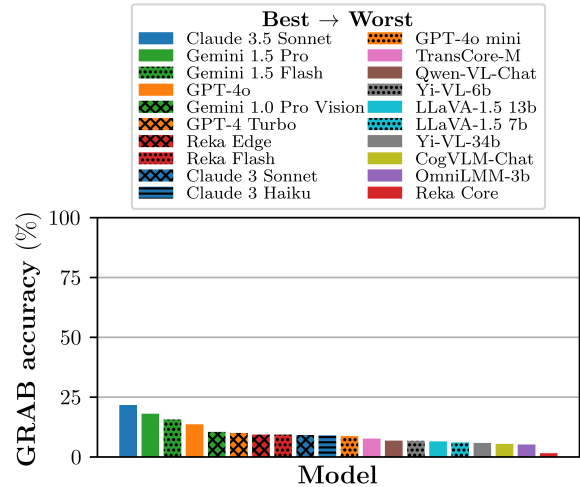 Best → Worst
Claude 3.5 Sonnet
Gemini 1.5 Pro
Gemini 1.5 Flash
GPT-4o
Gemini 1.0 Pro Vision
GPT-4 Turbo
Reka Edge
Reka Flash
Claude 3 Sonnet
Claude 3 Haiku
GPT-4o mini
TransCore-M
Qwen-VL-Chat
Yi-VL-6b
LLaVA-1.5 13b
LLaVA-1.5 7b
Yi-VL-34b
CogVLM-Chat
OmniLMM-3b
Reka Core
GRAB accuracy (%)
100
75
50
25
0
Model